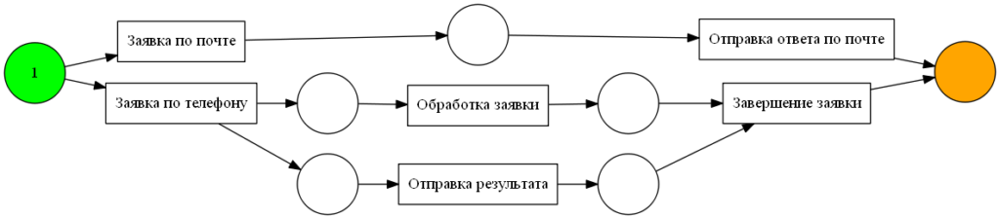 1
Заявка по почте
Отправка ответа по почте
Заявка по телефону
Обработка заявки
Завершение заявки
Отправка результата